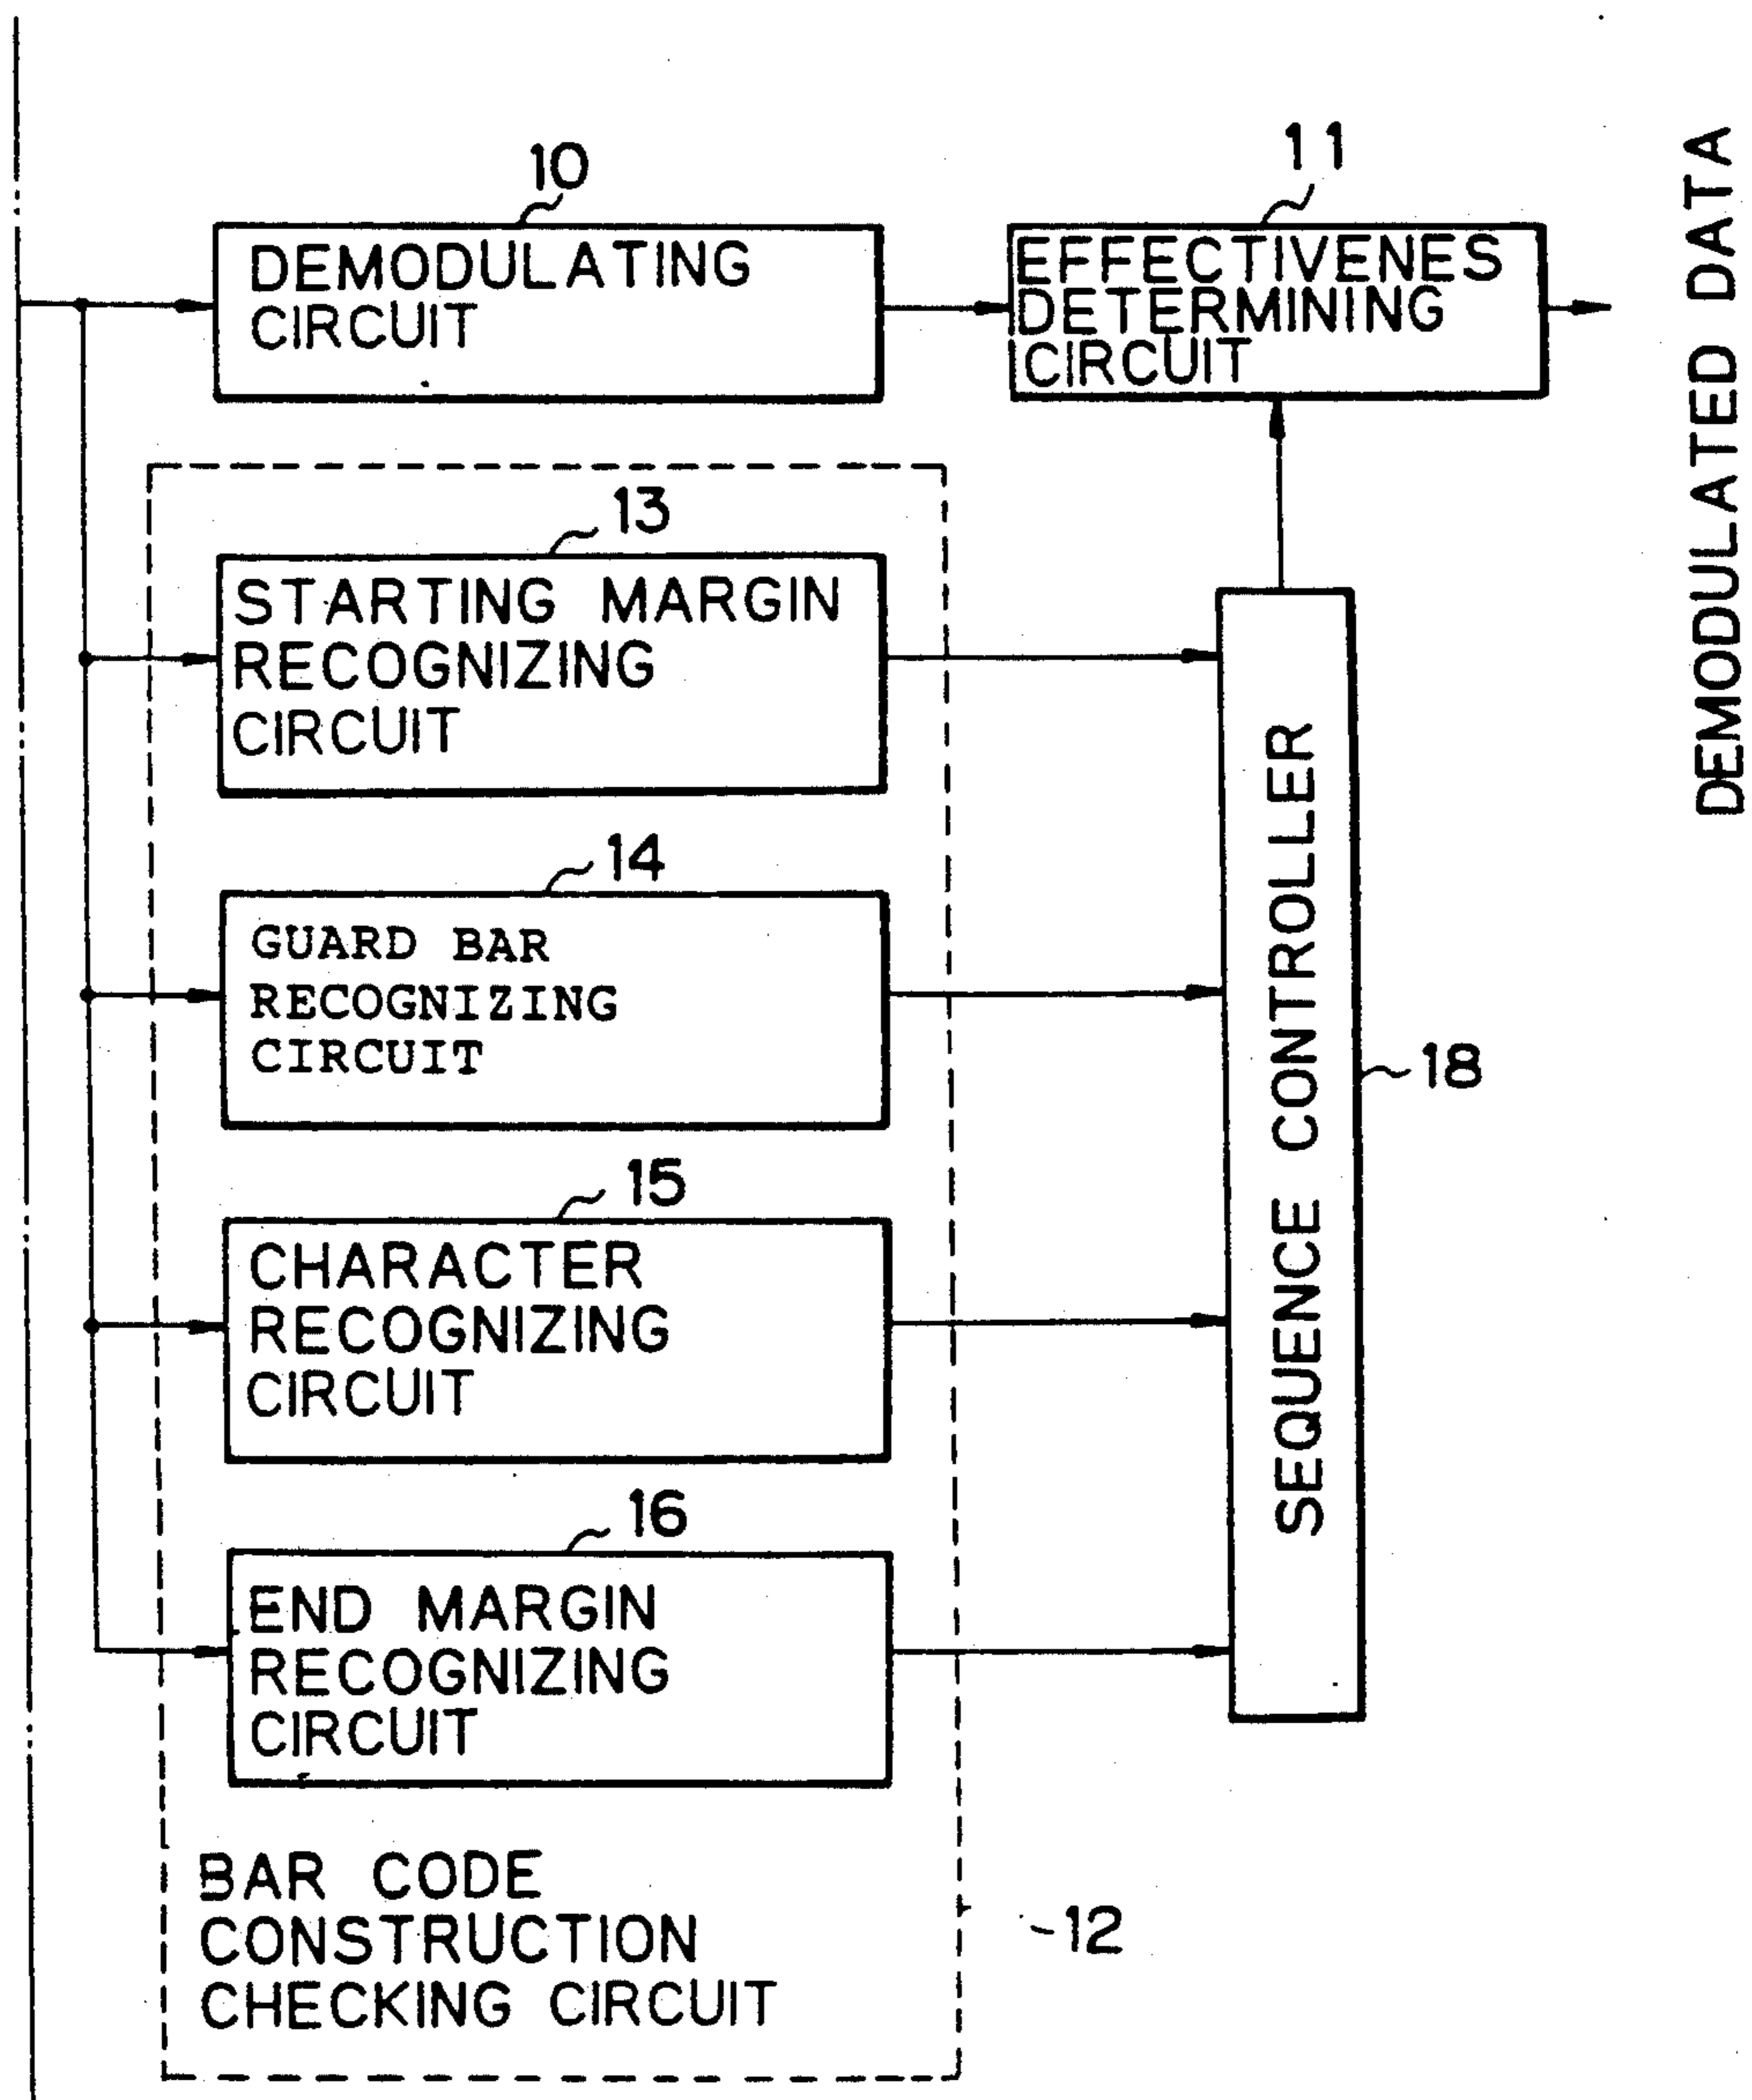 10
DEMODULATING
CIRCUIT
11
EFFECTIVENES
DETERMINING
CIRCUIT
DEMODULATED DATA
13
STARTING MARGIN
RECOGNIZING
CIRCUIT
14
GUARD BAR
RECOGNIZING
CIRCUIT
15
CHARACTER
RECOGNIZING
CIRCUIT
16
END MARGIN
RECOGNIZING
CIRCUIT
SEQUENCE CONTROLLER
18
BAR CODE
CONSTRUCTION
CHECKING CIRCUIT
12